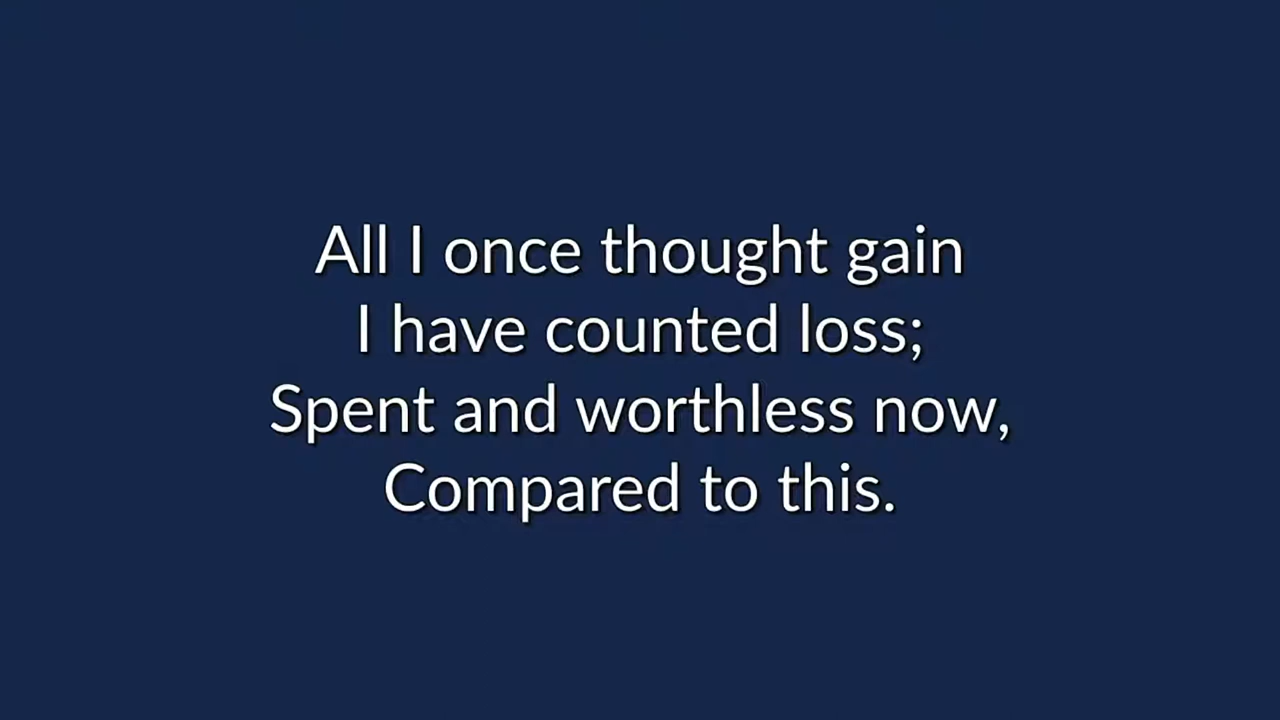 All I once thought gain
I have counted loss;
Spent and worthless now,
Compared to this.